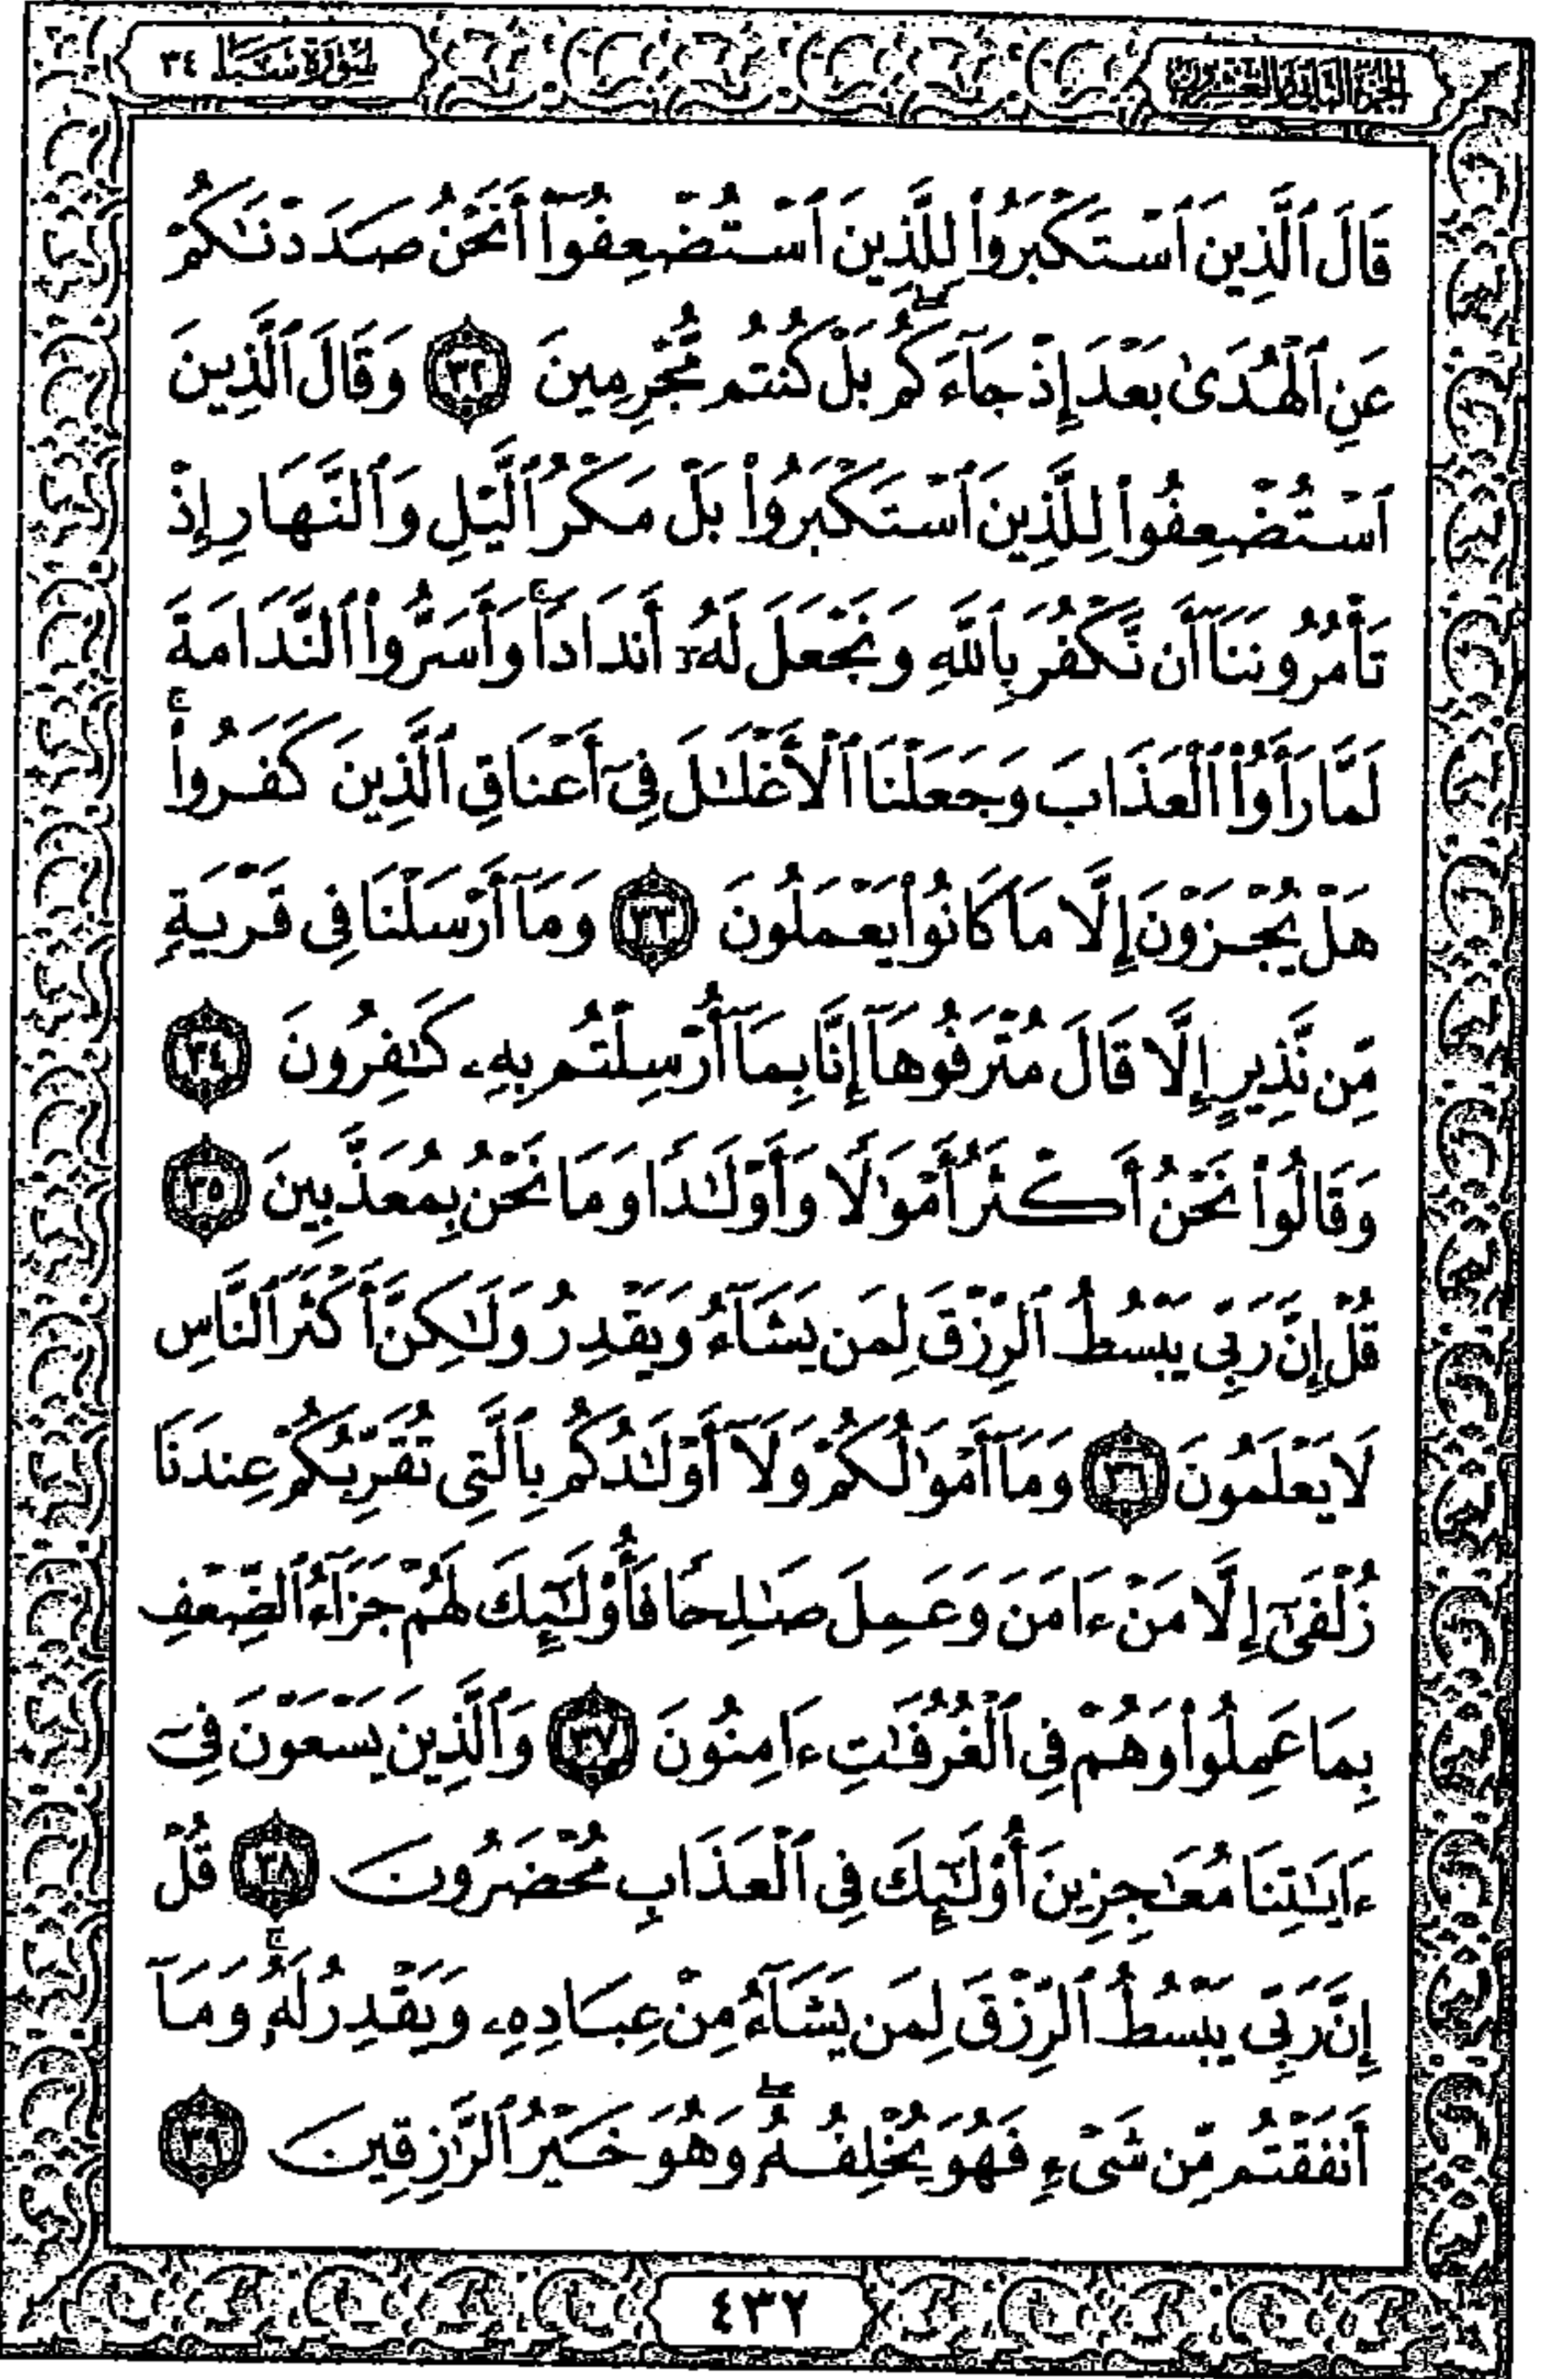 الجزء الثاني والعشرون
سورة سبأ ٣٤
قَالَ ٱلَّذِينَ ٱسْتَكْبَرُوا۟ لِلَّذِينَ ٱسْتُضْعِفُوٓا۟ أَنَحْنُ صَدَدْنَـٰكُمْ
عَنِ ٱلْهُدَىٰ بَعْدَ إِذْ جَآءَكُم ۖ بَلْ كُنتُم مُّجْرِمِينَ ٣٢ وَقَالَ ٱلَّذِينَ
ٱسْتُضْعِفُوا۟ لِلَّذِينَ ٱسْتَكْبَرُوا۟ بَلْ مَكْرُ ٱلَّيْلِ وَٱلنَّهَارِ إِذْ
تَأْمُرُونَنَآ أَن نَّكْفُرَ بِٱللَّهِ وَنَجْعَلَ لَهُۥٓ أَندَادًا ۚ وَأَسَرُّوا۟ ٱلنَّدَامَةَ
لَمَّا رَأَوُا۟ ٱلْعَذَابَ وَجَعَلْنَا ٱلْأَغْلَـٰلَ فِىٓ أَعْنَاقِ ٱلَّذِينَ كَفَرُوا۟ ۚ
هَلْ يُجْزَوْنَ إِلَّا مَا كَانُوا۟ يَعْمَلُونَ ٣٣ وَمَآ أَرْسَلْنَا فِى قَرْيَةٍ
مِّن نَّذِيرٍ إِلَّا قَالَ مُتْرَفُوهَآ إِنَّا بِمَآ أُرْسِلْتُم بِهِۦ كَـٰفِرُونَ ٣٤
وَقَالُوا۟ نَحْنُ أَكْثَرُ أَمْوَٰلًا وَأَوْلَـٰدًا وَمَا نَحْنُ بِمُعَذَّبِينَ ٣٥
قُلْ إِنَّ رَبِّى يَبْسُطُ ٱلرِّزْقَ لِمَن يَشَآءُ وَيَقْدِرُ وَلَـٰكِنَّ أَكْثَرَ ٱلنَّاسِ
لَا يَعْلَمُونَ ٣٦ وَمَآ أَمْوَٰلُكُمْ وَلَآ أَوْلَـٰدُكُم بِٱلَّتِى تُقَرِّبُكُمْ عِندَنَا
زُلْفَىٰٓ إِلَّا مَنْ ءَامَنَ وَعَمِلَ صَـٰلِحًا فَأُو۟لَـٰٓئِكَ لَهُمْ جَزَآءُ ٱلضِّعْفِ
بِمَا عَمِلُوا۟ وَهُمْ فِى ٱلْغُرُفَـٰتِ ءَامِنُونَ ٣٧ وَٱلَّذِينَ يَسْعَوْنَ فِىٓ
ءَايَـٰتِنَا مُعَـٰجِزِينَ أُو۟لَـٰٓئِكَ فِى ٱلْعَذَابِ مُحْضَرُونَ ٣٨ قُلْ
إِنَّ رَبِّى يَبْسُطُ ٱلرِّزْقَ لِمَن يَشَآءُ مِنْ عِبَادِهِۦ وَيَقْدِرُ لَهُۥ ۚ وَمَآ
أَنفَقْتُم مِّن شَىْءٍ فَهُوَ يُخْلِفُهُۥ ۖ وَهُوَ خَيْرُ ٱلرَّٰزِقِينَ ٣٩
٤٣٢